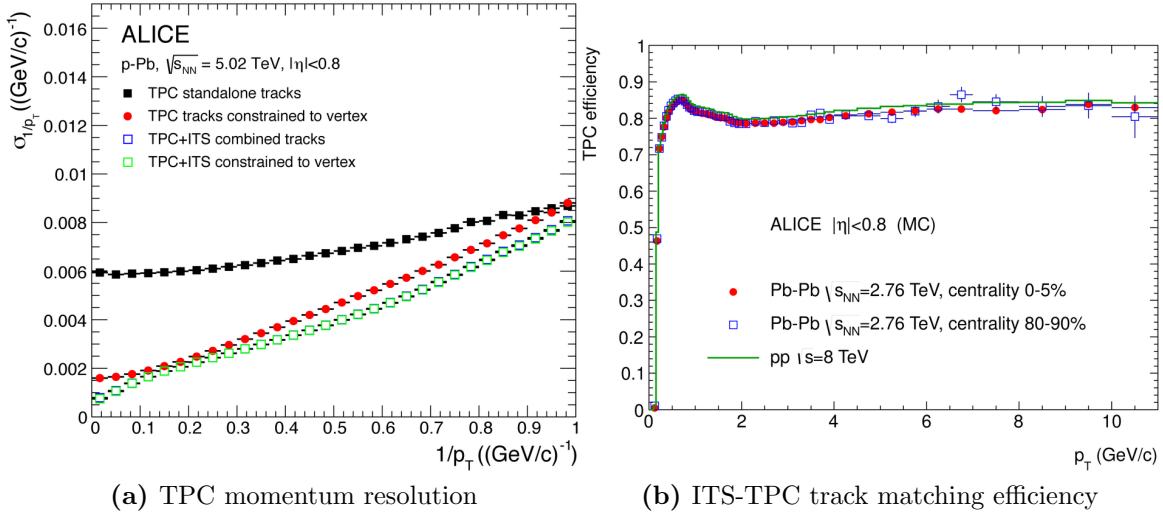 ALICE
p-Pb, √sNN = 5.02 TeV, |η|<0.8
TPC standalone tracks
TPC tracks constrained to vertex
TPC+ITS combined tracks
TPC+ITS constrained to vertex
σ1/pT ((GeV/c)-1)
0.016
0.014
0.012
0.01
0.008
0.006
0.004
0.002
0
0 0.1 0.2 0.3 0.4 0.5 0.6 0.7 0.8 0.9 1
1/pT ((GeV/c)-1)
(a) TPC momentum resolution
TPC efficiency
1
0.9
0.8
0.7
0.6
0.5
0.4
0.3
0.2
0.1
0
ALICE |η|<0.8 (MC)
Pb-Pb √sNN=2.76 TeV, centrality 0-5%
Pb-Pb √sNN=2.76 TeV, centrality 80-90%
pp √s=8 TeV
0 2 4 6 8 10
pT (GeV/c)
(b) ITS-TPC track matching efficiency